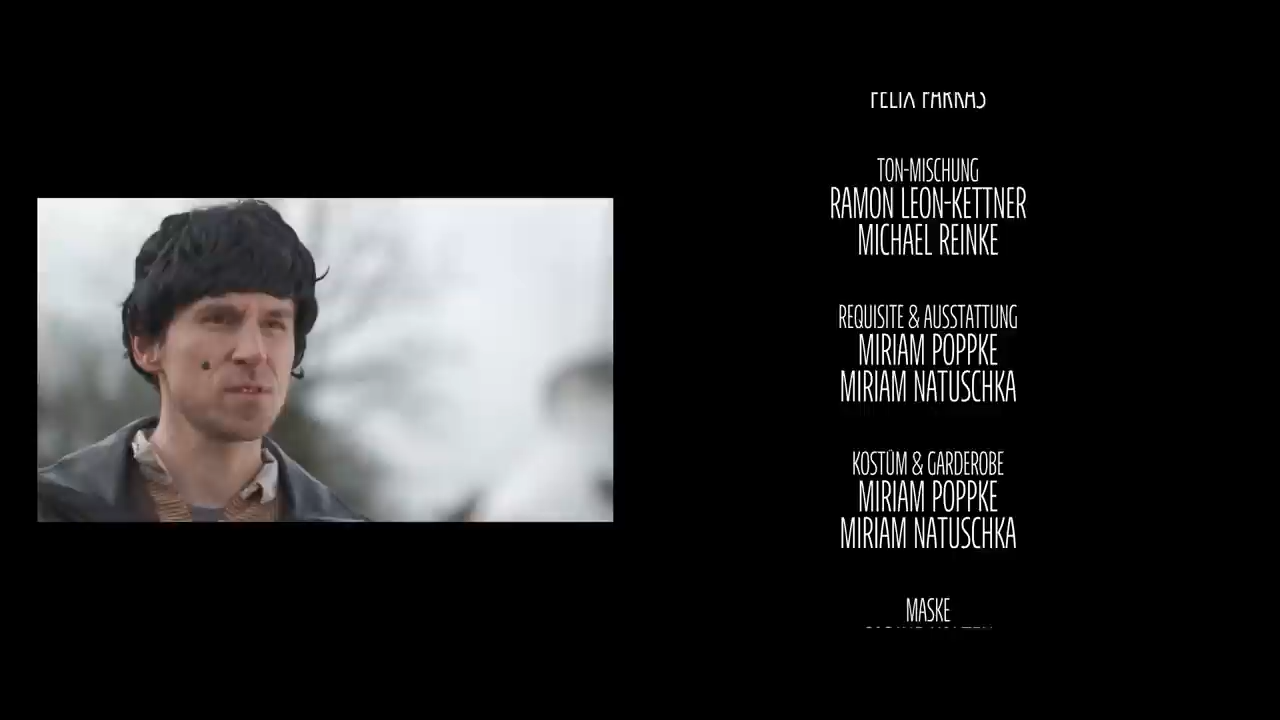 TON-MISCHUNG
RAMON LEON-KETTNER
MICHAEL REINKE
REQUISITE & AUSSTATTUNG
MIRIAM POPPKE
MIRIAM NATUSCHKA
KOSTÜM & GARDEROBE
MIRIAM POPPKE
MIRIAM NATUSCHKA
MASKE